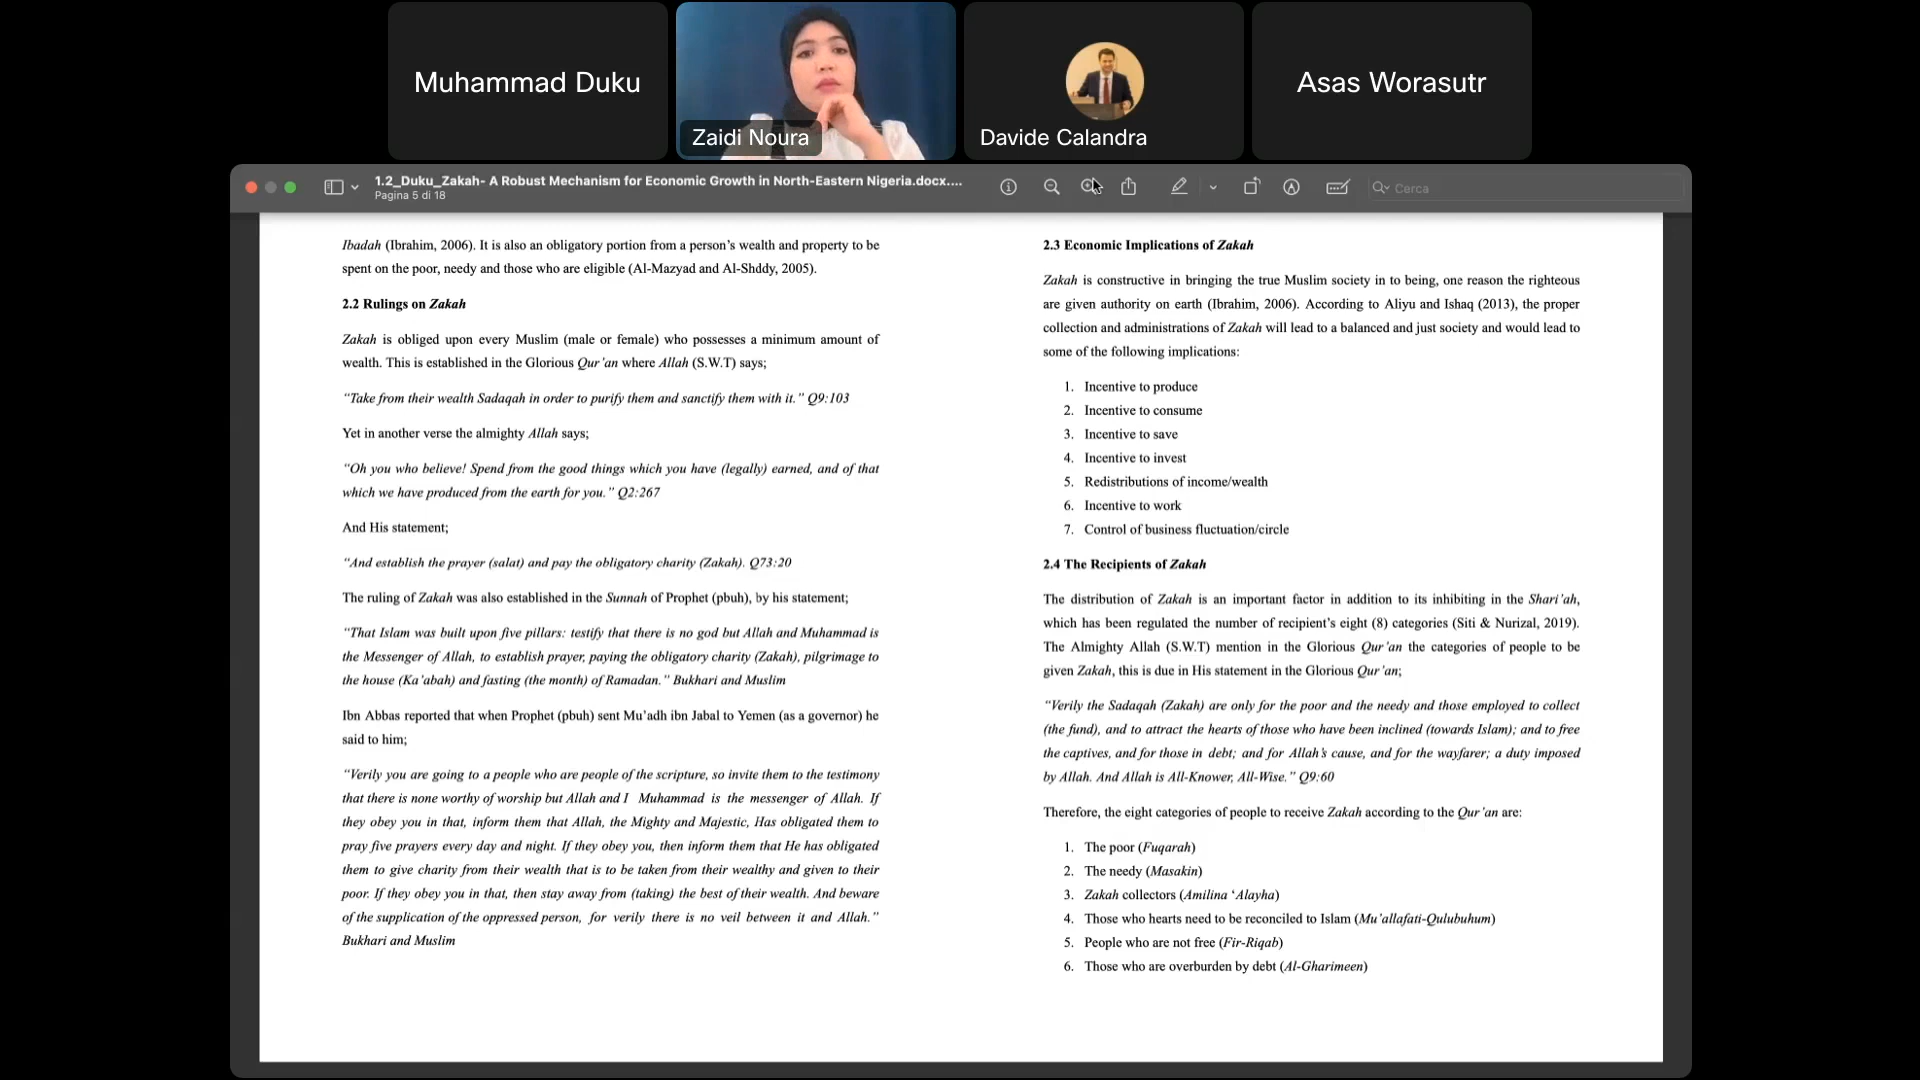 Muhammad Duku
Zaidi Noura
Davide Calandra
Asas Worasutr
1.2_Duku_Zakah- A Robust Mechanism for Economic Growth in North-Eastern Nigeria.docx....
Pagina 5 di 18
Cerca
Ibadah (Ibrahim, 2006). It is also an obligatory portion from a person’s wealth and property to be
spent on the poor, needy and those who are eligible (Al-Mazyad and Al-Shddy, 2005).
2.2 Rulings on Zakah
Zakah is obliged upon every Muslim (male or female) who possesses a minimum amount of
wealth. This is established in the Glorious Qur’an where Allah (S.W.T) says;
“Take from their wealth Sadaqah in order to purify them and sanctify them with it.” Q9:103
Yet in another verse the almighty Allah says;
“Oh you who believe! Spend from the good things which you have (legally) earned, and of that
which we have produced from the earth for you.” Q2:267
And His statement;
“And establish the prayer (salat) and pay the obligatory charity (Zakah). Q73:20
The ruling of Zakah was also established in the Sunnah of Prophet (pbuh), by his statement;
“That Islam was built upon five pillars: testify that there is no god but Allah and Muhammad is
the Messenger of Allah, to establish prayer, paying the obligatory charity (Zakah), pilgrimage to
the house (Ka’abah) and fasting (the month) of Ramadan.” Bukhari and Muslim
Ibn Abbas reported that when Prophet (pbuh) sent Mu’adh ibn Jabal to Yemen (as a governor) he
said to him;
“Verily you are going to a people who are people of the scripture, so invite them to the testimony
that there is none worthy of worship but Allah and I Muhammad is the messenger of Allah. If
they obey you in that, inform them that Allah, the Mighty and Majestic, Has obligated them to
pray five prayers every day and night. If they obey you, then inform them that He has obligated
them to give charity from their wealth that is to be taken from their wealthy and given to their
poor. If they obey you in that, then stay away from (taking) the best of their wealth. And beware
of the supplication of the oppressed person, for verily there is no veil between it and Allah.”
Bukhari and Muslim
2.3 Economic Implications of Zakah
Zakah is constructive in bringing the true Muslim society in to being, one reason the righteous
are given authority on earth (Ibrahim, 2006). According to Aliyu and Ishaq (2013), the proper
collection and administrations of Zakah will lead to a balanced and just society and would lead to
some of the following implications:
1. Incentive to produce
2. Incentive to consume
3. Incentive to save
4. Incentive to invest
5. Redistributions of income/wealth
6. Incentive to work
7. Control of business fluctuation/circle
2.4 The Recipients of Zakah
The distribution of Zakah is an important factor in addition to its inhibiting in the Shari’ah,
which has been regulated the number of recipient’s eight (8) categories (Siti & Nurizal, 2019).
The Almighty Allah (S.W.T) mention in the Glorious Qur’an the categories of people to be
given Zakah, this is due in His statement in the Glorious Qur’an;
“Verily the Sadaqah (Zakah) are only for the poor and the needy and those employed to collect
(the fund), and to attract the hearts of those who have been inclined (towards Islam); and to free
the captives, and for those in debt; and for Allah’s cause, and for the wayfarer; a duty imposed
by Allah. And Allah is All-Knower, All-Wise.” Q9:60
Therefore, the eight categories of people to receive Zakah according to the Qur’an are:
1. The poor (Fuqarah)
2. The needy (Masakin)
3. Zakah collectors (Amilina ‘Alayha)
4. Those who hearts need to be reconciled to Islam (Mu’allafati-Qulubuhum)
5. People who are not free (Fir-Riqab)
6. Those who are overburden by debt (Al-Gharimeen)